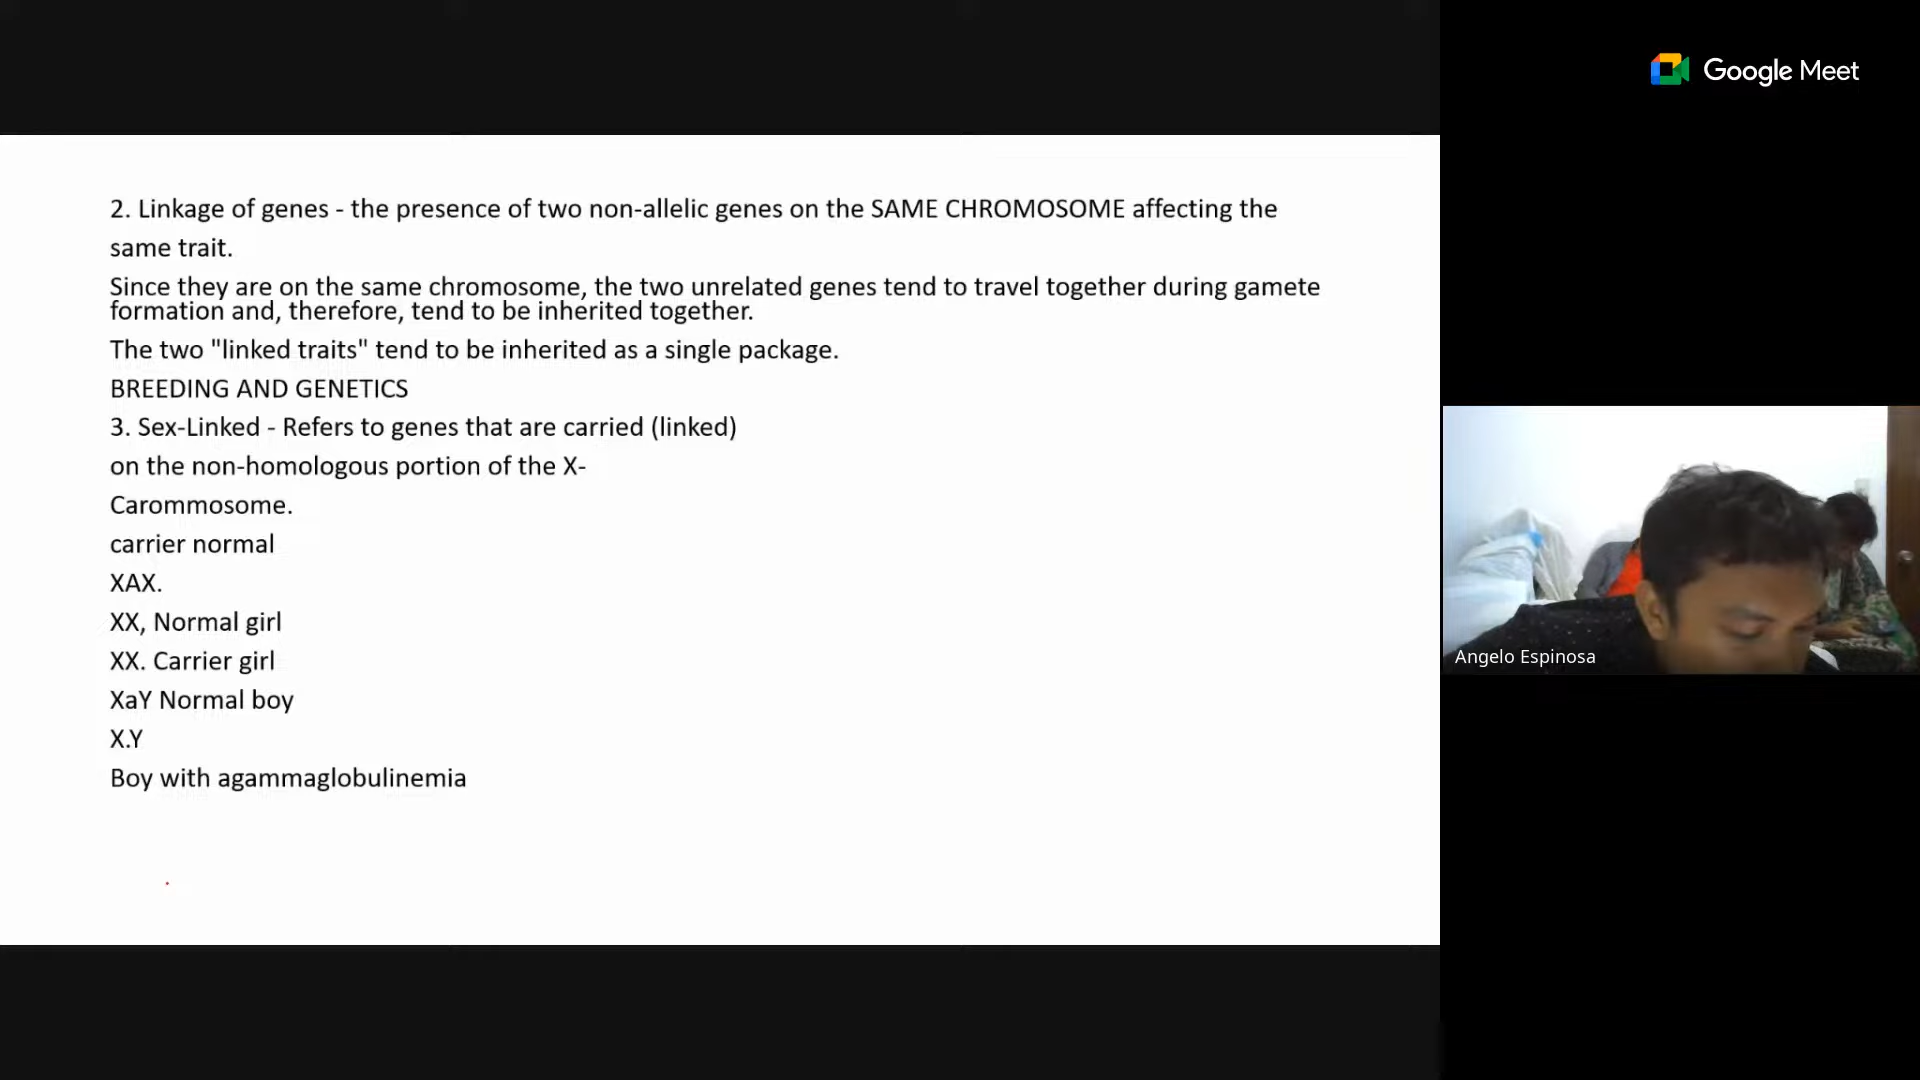 2. Linkage of genes - the presence of two non-allelic genes on the SAME CHROMOSOME affecting the
same trait.
Since they are on the same chromosome, the two unrelated genes tend to travel together during gamete
formation and, therefore, tend to be inherited together.
The two "linked traits" tend to be inherited as a single package.
BREEDING AND GENETICS
3. Sex-Linked - Refers to genes that are carried (linked)
on the non-homologous portion of the X-
Carommosome.
carrier normal
XAX.
XX, Normal girl
XX. Carrier girl
XaY Normal boy
X.Y
Boy with agammaglobulinemia
Google Meet
Angelo Espinosa